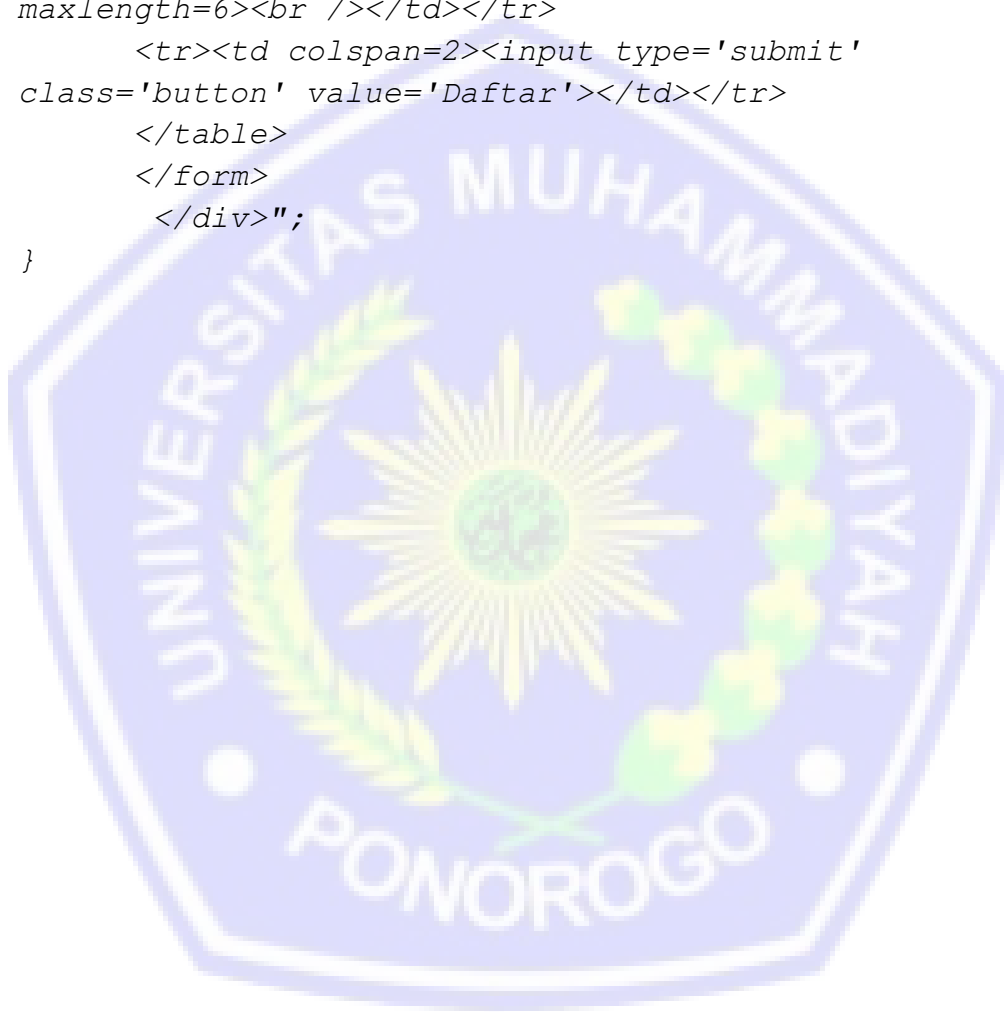 maxlength=6><br /></td></tr>
<tr><td colspan=2><input type='submit'
class='button' value='Daftar'></td></tr>
</table>
</form>
</div>";
}
UNIVERSITAS MUHAMMADIYAH
PONOROGO